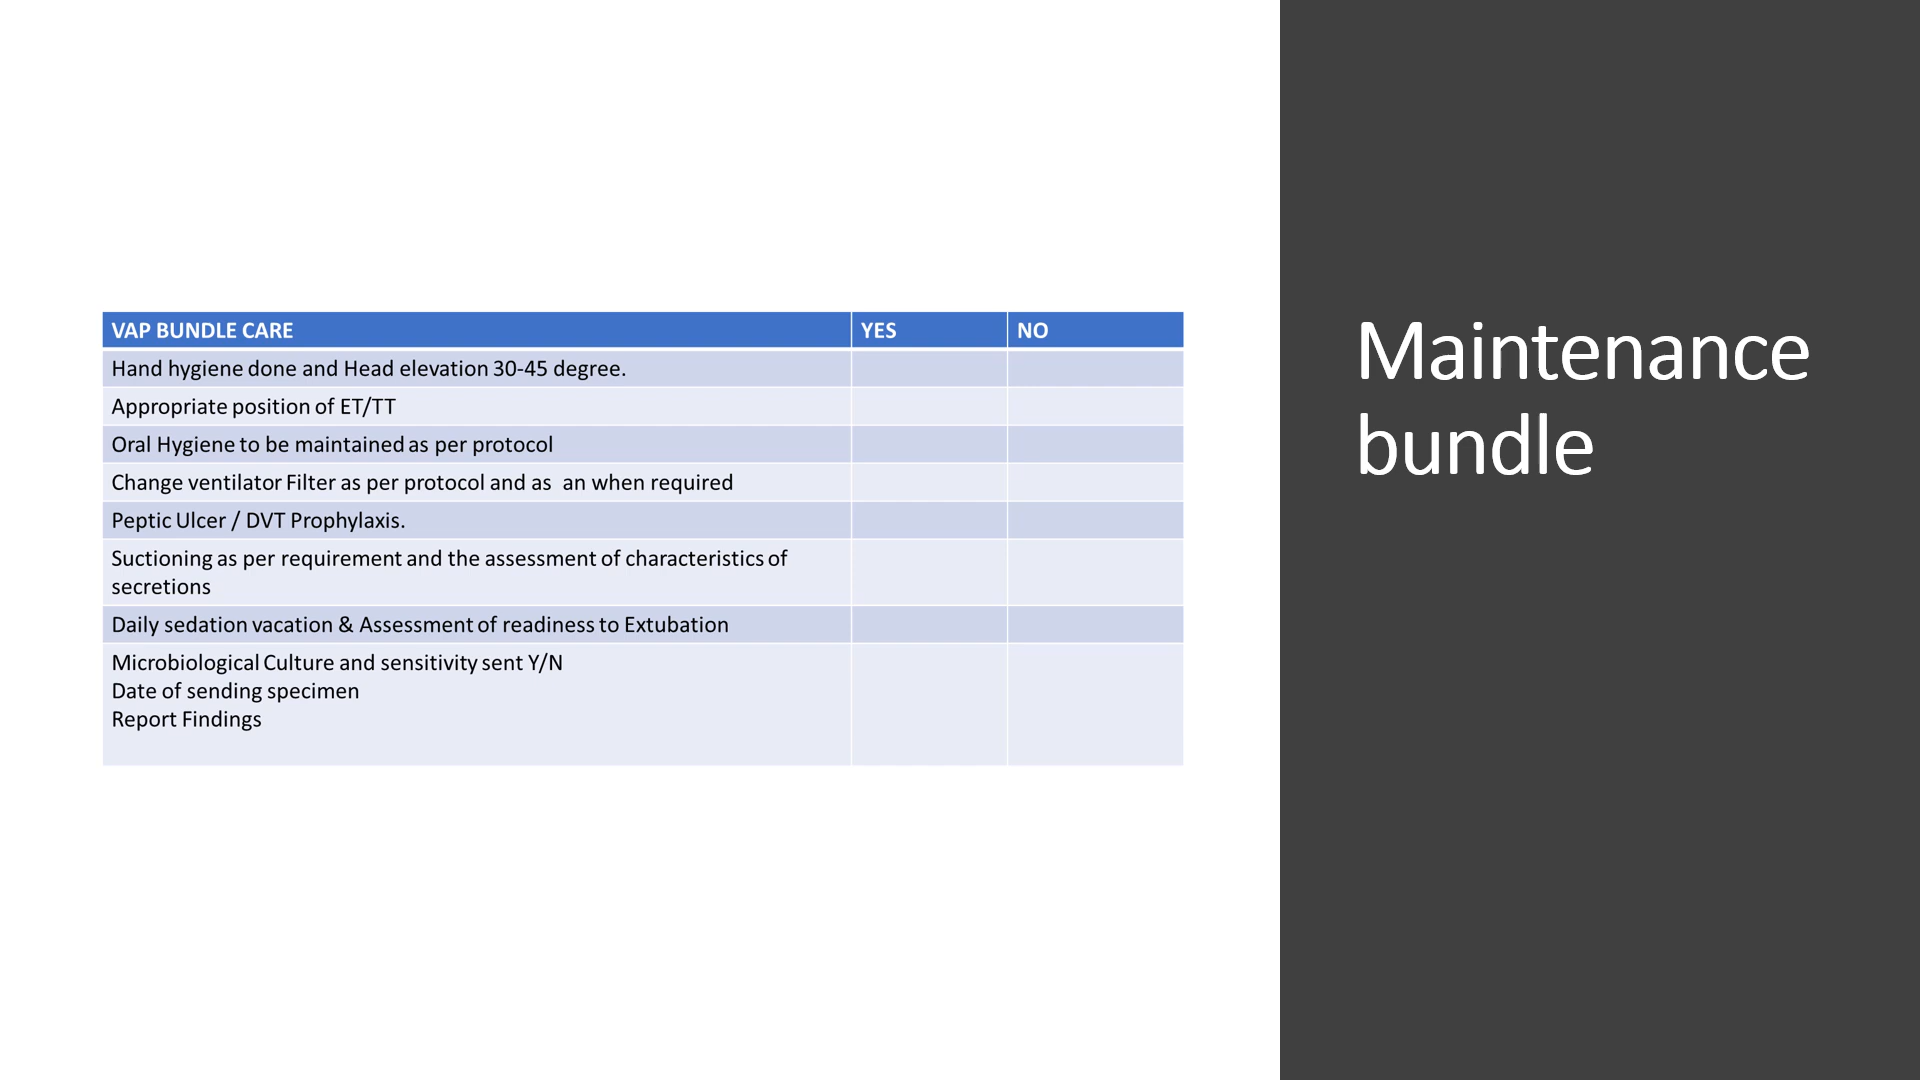 VAP BUNDLE CARE YES NO
Hand hygiene done and Head elevation 30-45 degree.
Appropriate position of ET/TT
Oral Hygiene to be maintained as per protocol
Change ventilator Filter as per protocol and as  an when required
Peptic Ulcer / DVT Prophylaxis.
Suctioning as per requirement and the assessment of characteristics of
secretions
Daily sedation vacation & Assessment of readiness to Extubation
Microbiological Culture and sensitivity sent Y/N
Date of sending specimen
Report Findings
Maintenance
bundle